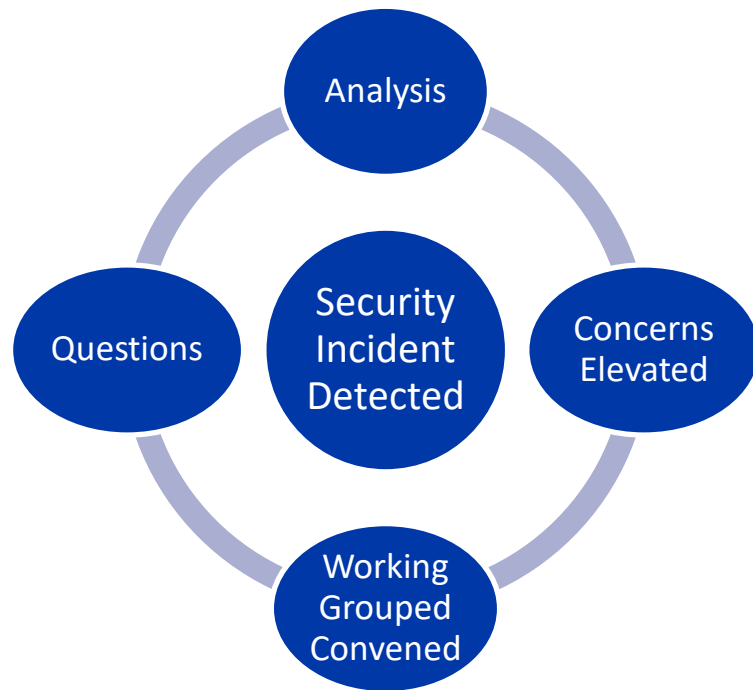 Analysis
Security
Incident
Detected
Questions
Concerns
Elevated
Working
Grouped
Convened